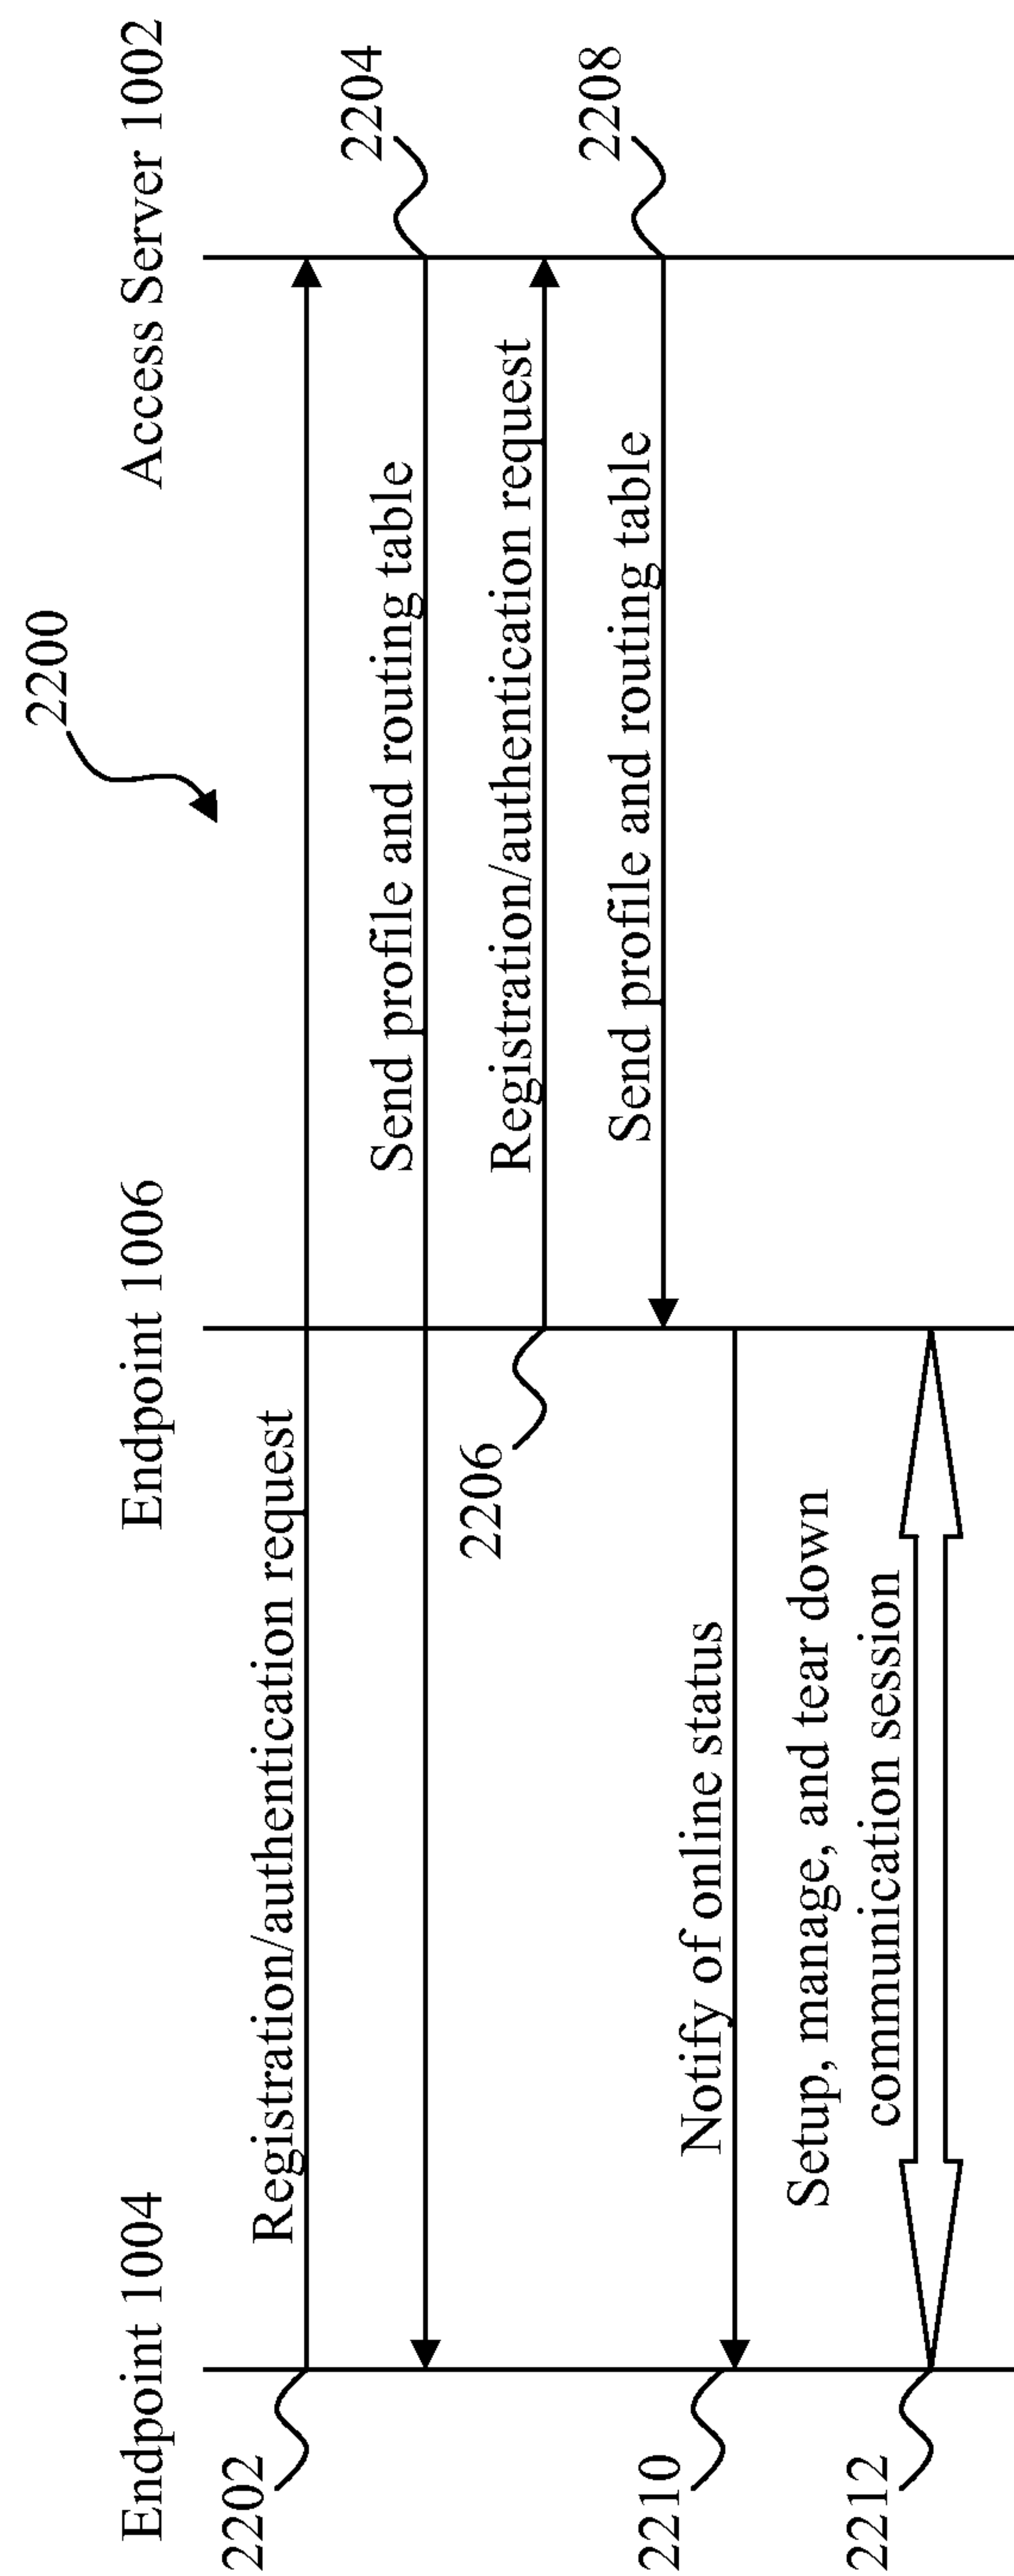 2200
Endpoint 1004
Endpoint 1006
Access Server 1002
2202
Registration/authentication request
2204
Send profile and routing table
2206
Registration/authentication request
2208
Send profile and routing table
2210
Notify of online status
2212
Setup, manage, and tear down
communication session